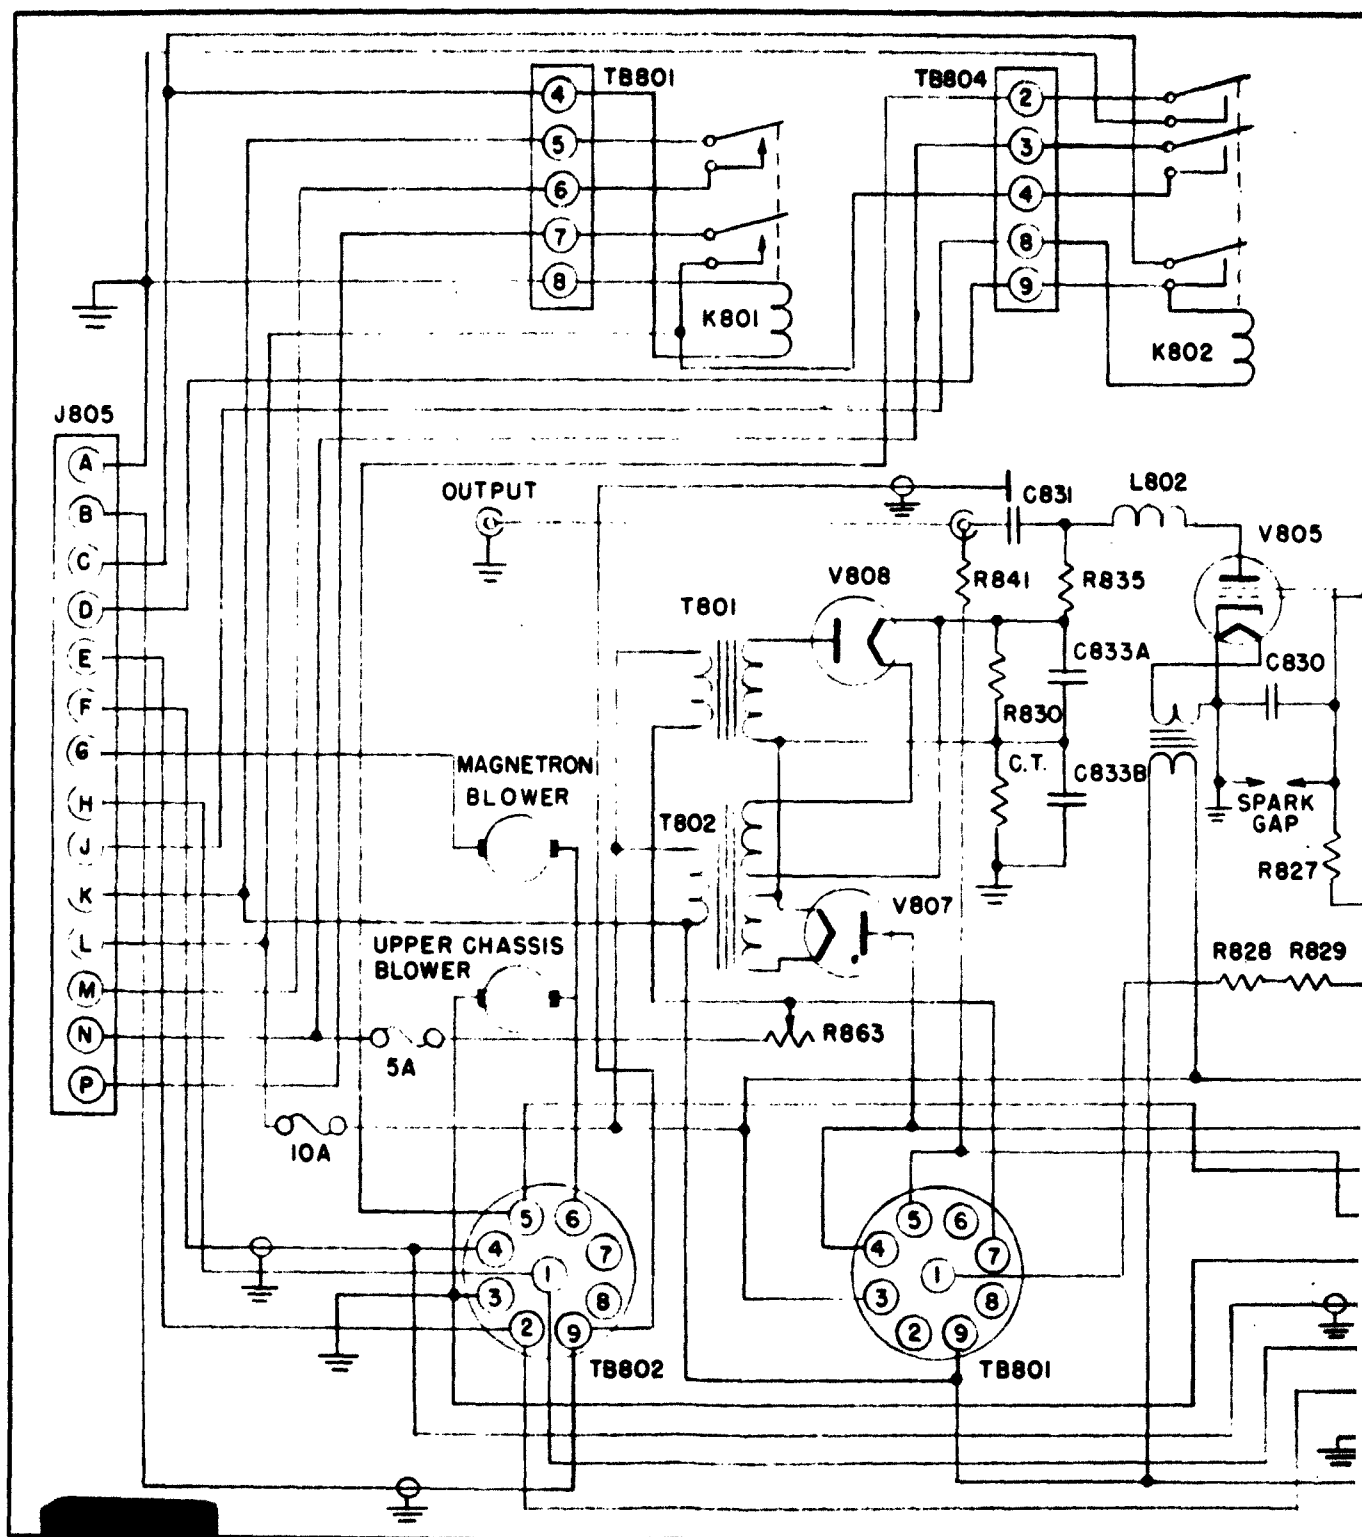 TB801
4
5
6
7
8
K801
TB804
2
3
4
8
9
K802
J805
A
B
C
D
E
F
G
H
J
K
L
M
N
P
OUTPUT
C831
L802
V805
V808
R841
R835
T801
C833A
C830
R830
C.T.
C833B
MAGNETRON
BLOWER
T802
SPARK
GAP
R827
V807
UPPER CHASSIS
BLOWER
R828
R829
R863
5A
10A
5
6
4
7
1
3
8
2
9
TB802
5
6
4
7
1
3
8
2
9
TB801